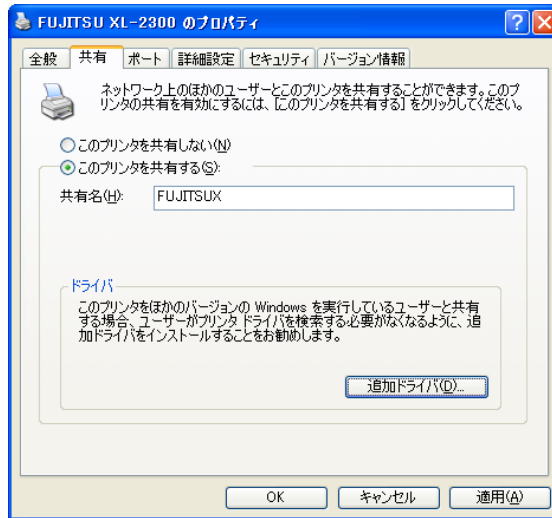 FUJITSU XL-2300 のプロパティ
全般 共有 ポート 詳細設定 セキュリティ バージョン情報
ネットワーク上のほかのユーザーとこのプリンタを共有することができます。このプ
リンタの共有を有効にするには、[このプリンタを共有する] をクリックしてください。
このプリンタを共有しない(N)
このプリンタを共有する(S):
共有名(H): FUJITSUX
ドライバ
このプリンタをほかのバージョンの Windows を実行しているユーザーと共有
する場合、ユーザーがプリンタ ドライバを検索する必要がなくなるように、追
加ドライバをインストールすることをお勧めします。
追加ドライバ(D)...
OK キャンセル 適用(A)